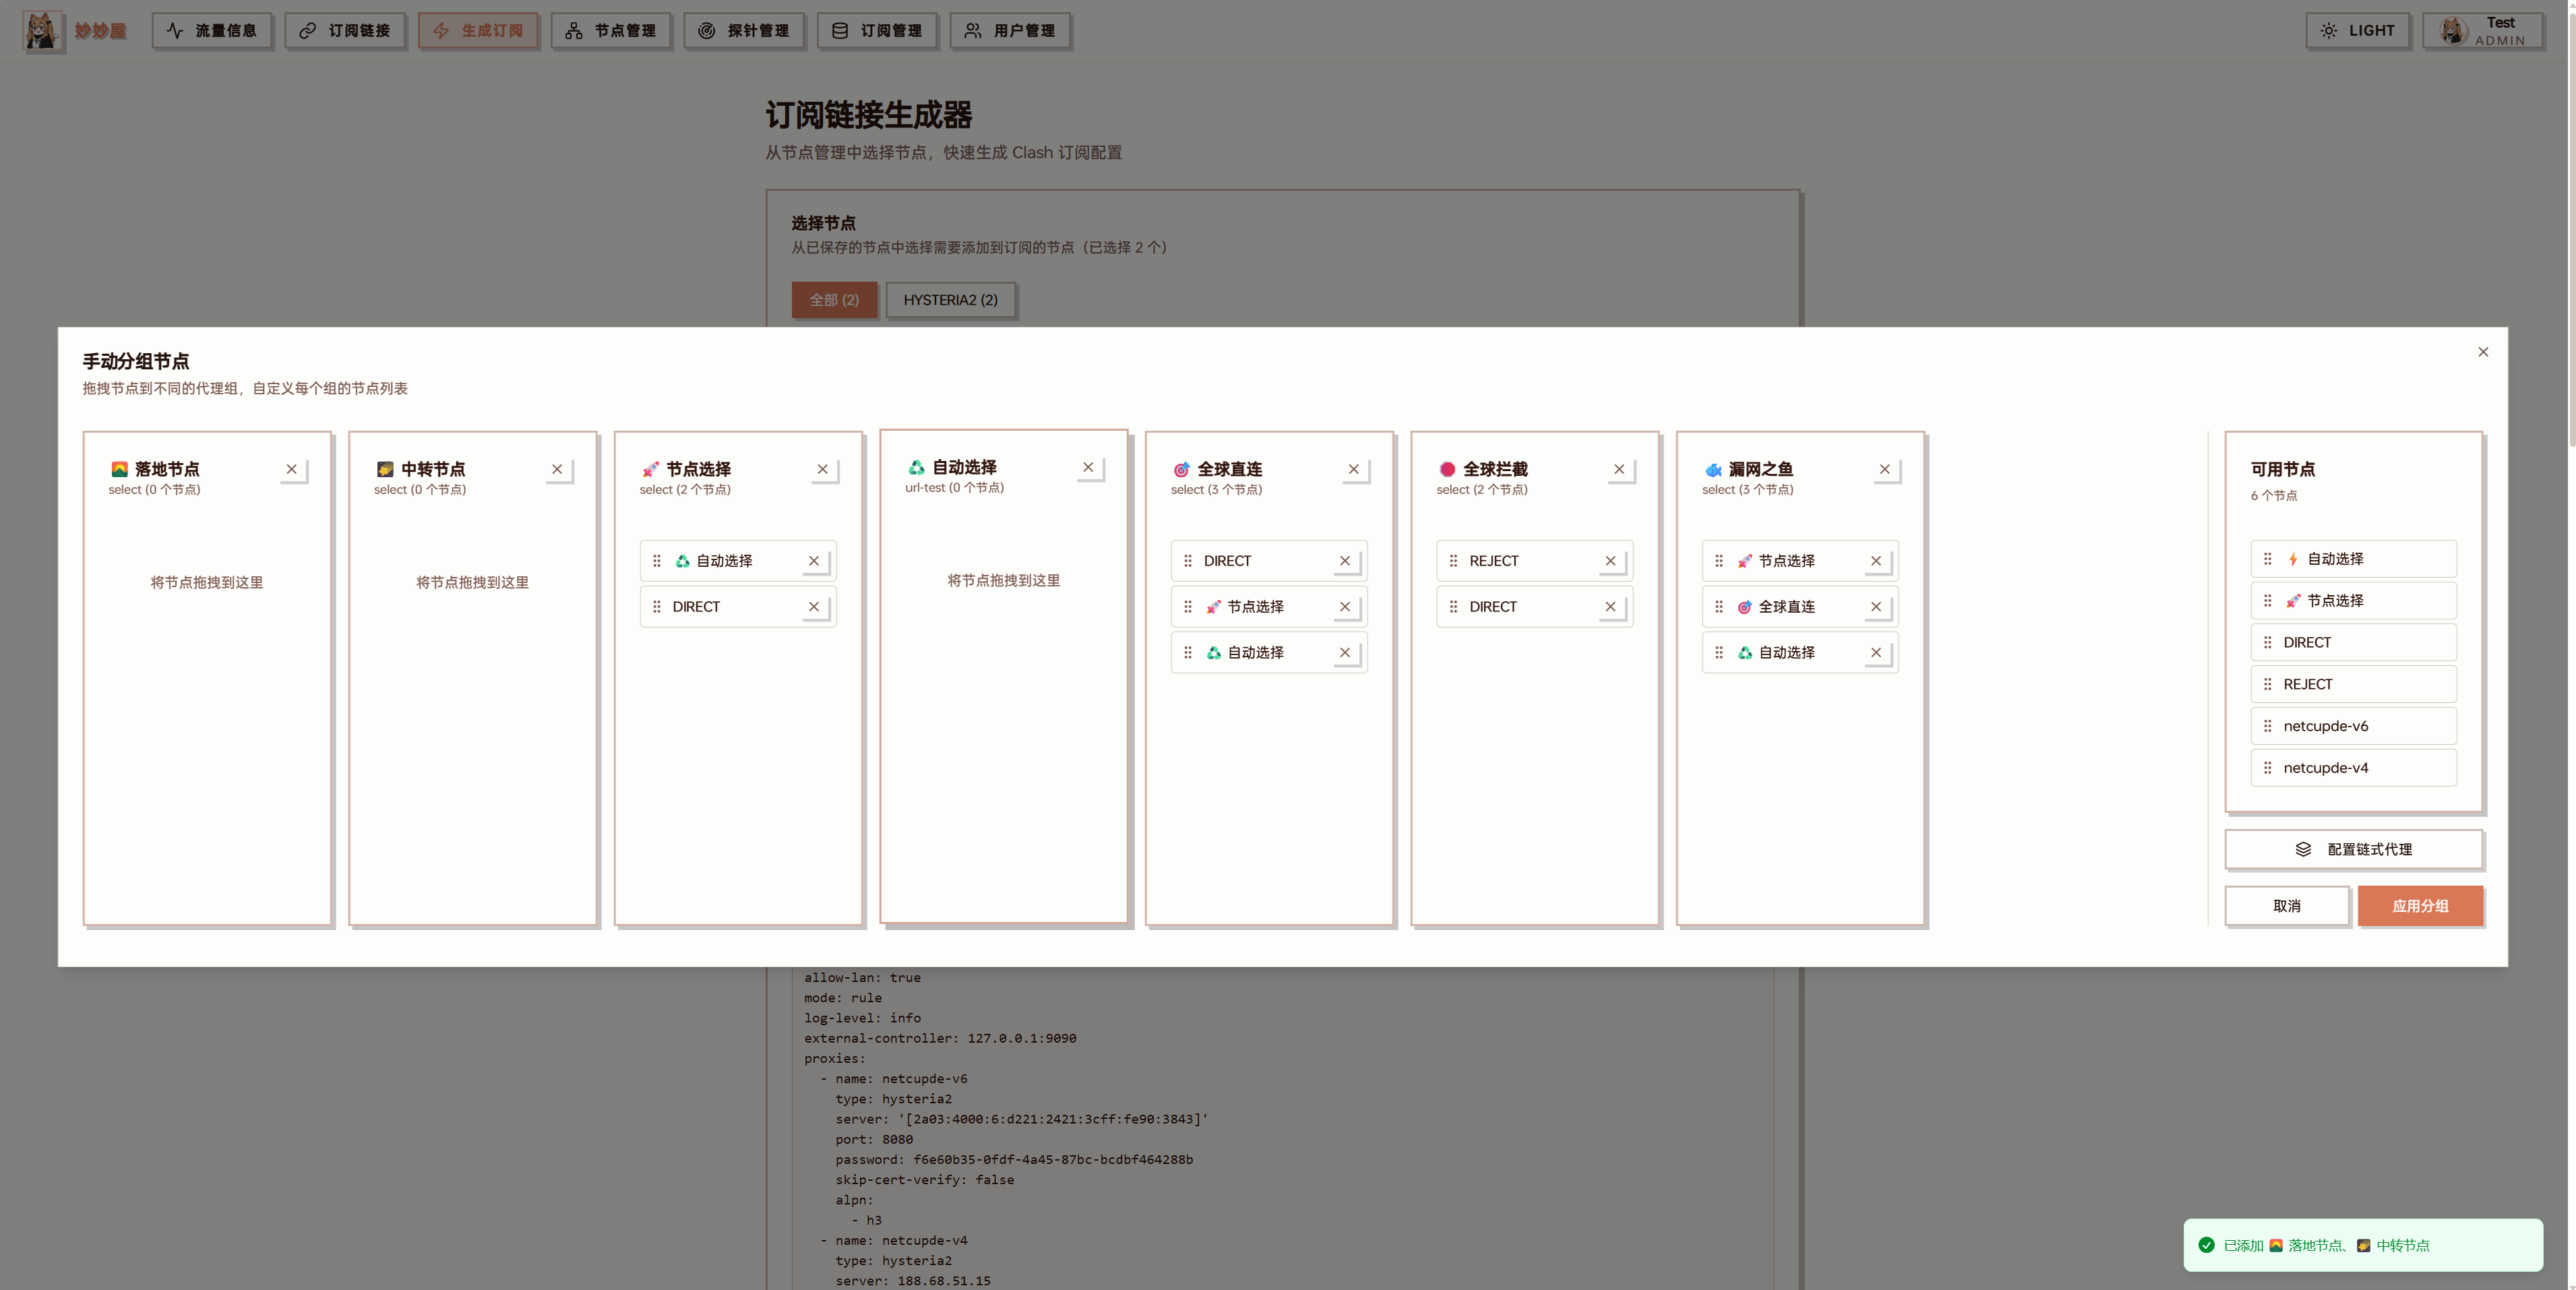 妙妙屋
流量信息
订阅链接
生成订阅
节点管理
探针管理
订阅管理
用户管理
LIGHT
Test
ADMIN
订阅链接生成器
从节点管理中选择节点，快速生成 Clash 订阅配置
选择节点
从已保存的节点中选择需要添加到订阅的节点（已选择 2 个）
全部 (2)
HYSTERIA2 (2)
手动分组节点
拖拽节点到不同的代理组，自定义每个组的节点列表
🌄 落地节点
select (0 个节点)
将节点拖拽到这里
🌠 中转节点
select (0 个节点)
将节点拖拽到这里
🚀 节点选择
select (2 个节点)
♻️ 自动选择
DIRECT
♻️ 自动选择
url-test (0 个节点)
将节点拖拽到这里
🎯 全球直连
select (3 个节点)
DIRECT
🚀 节点选择
♻️ 自动选择
🛑 全球拦截
select (2 个节点)
REJECT
DIRECT
🐟 漏网之鱼
select (3 个节点)
🚀 节点选择
🎯 全球直连
♻️ 自动选择
可用节点
6 个节点
⚡ 自动选择
🚀 节点选择
DIRECT
REJECT
netcupde-v6
netcupde-v4
配置链式代理
取消
应用分组
allow-lan: true
mode: rule
log-level: info
external-controller: 127.0.0.1:9090
proxies:
  - name: netcupde-v6
    type: hysteria2
    server: '[2a03:4000:6:d221:2421:3cff:fe90:3843]'
    port: 8080
    password: f6e60b35-0fdf-4a45-87bc-bcdbf464288b
    skip-cert-verify: false
    alpn:
      - h3
  - name: netcupde-v4
    type: hysteria2
    server: 188.68.51.15
已添加 🌄 落地节点、🌠 中转节点